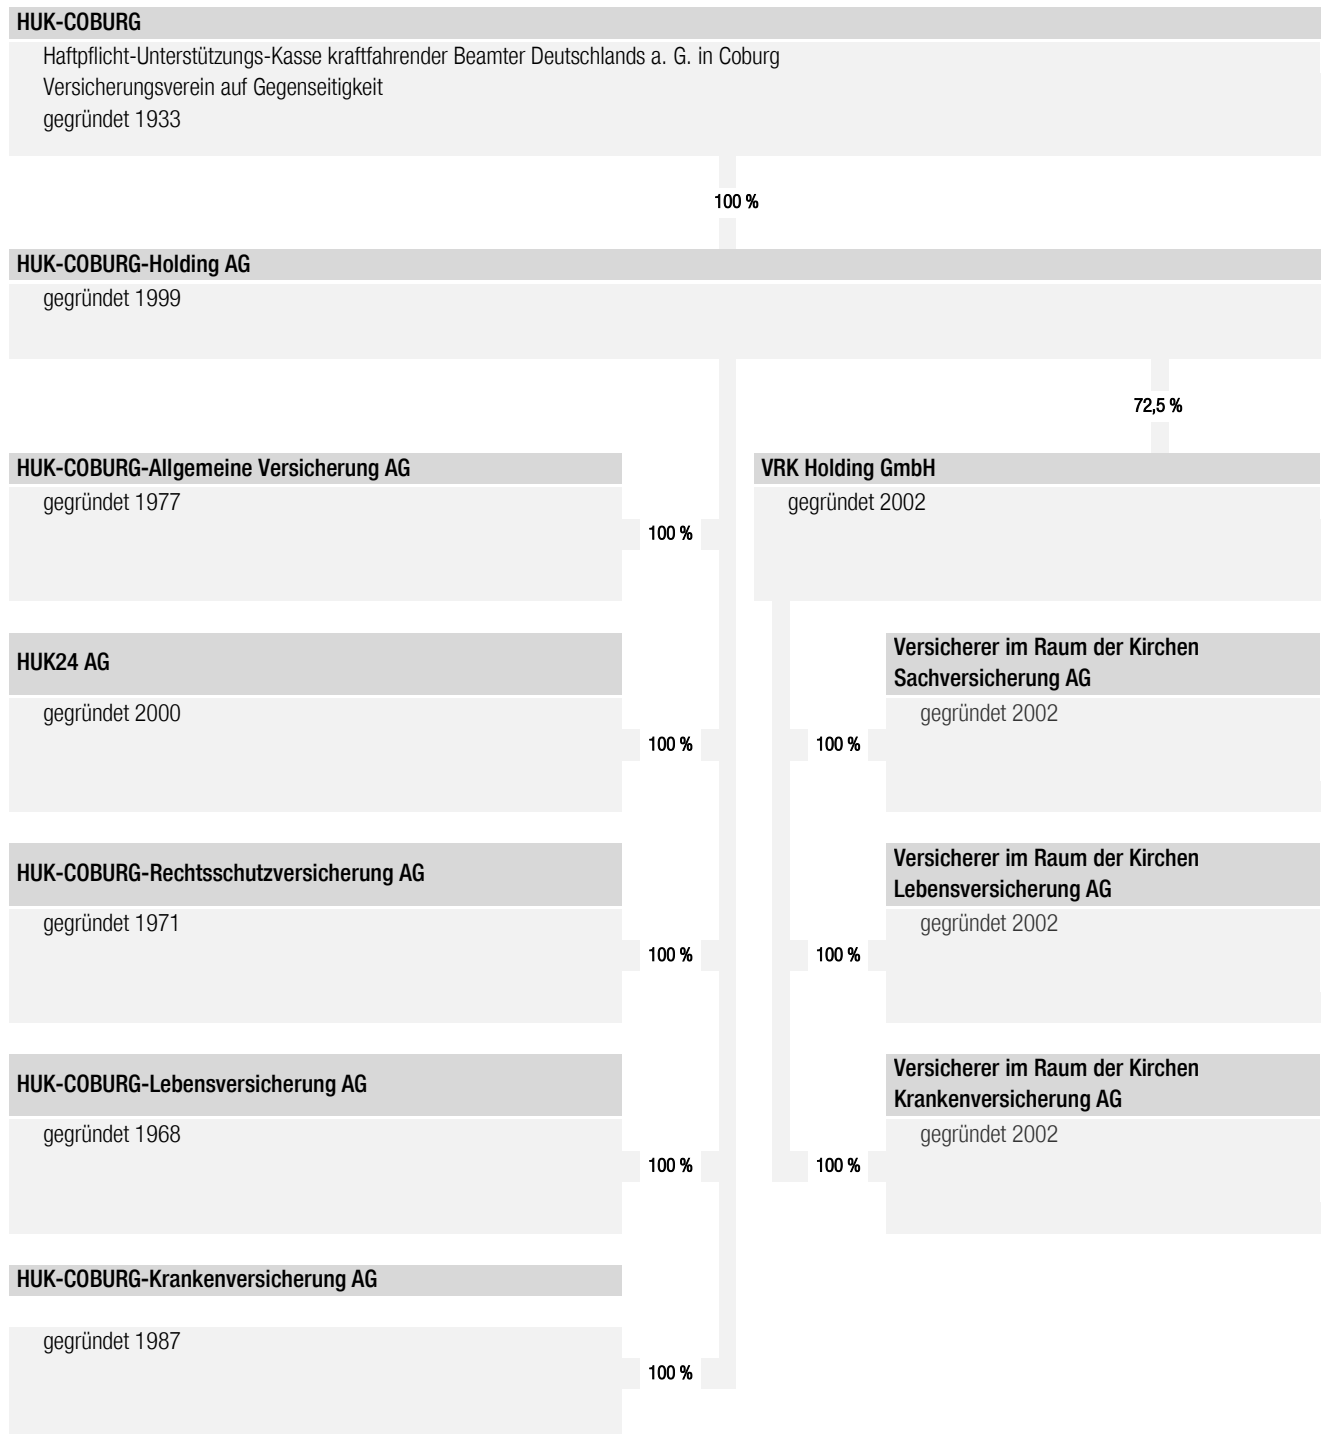 HUK-COBURG
Haftpflicht-Unterstützungs-Kasse kraftfahrender Beamter Deutschlands a. G. in Coburg
Versicherungsverein auf Gegenseitigkeit
gegründet 1933
100 %
HUK-COBURG-Holding AG
gegründet 1999
72,5 %
HUK-COBURG-Allgemeine Versicherung AG
gegründet 1977
100 %
HUK24 AG
gegründet 2000
100 %
HUK-COBURG-Rechtsschutzversicherung AG
gegründet 1971
100 %
HUK-COBURG-Lebensversicherung AG
gegründet 1968
100 %
HUK-COBURG-Krankenversicherung AG
gegründet 1987
100 %
VRK Holding GmbH
gegründet 2002
Versicherer im Raum der Kirchen
Sachversicherung AG
gegründet 2002
100 %
Versicherer im Raum der Kirchen
Lebensversicherung AG
gegründet 2002
100 %
Versicherer im Raum der Kirchen
Krankenversicherung AG
gegründet 2002
100 %